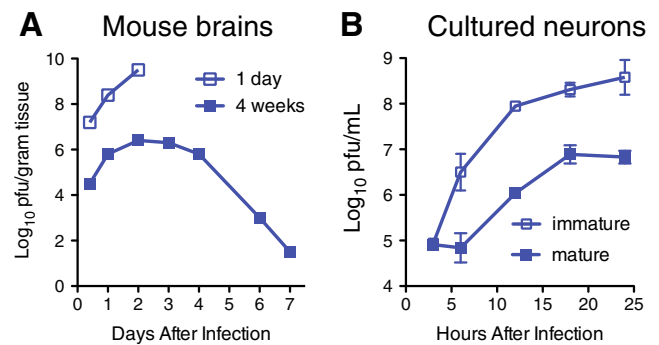 A Mouse brains
Log10 pfu/gram tissue
10
8
6
4
2
0
1 day
4 weeks
0 1 2 3 4 5 6 7
Days After Infection
B Cultured neurons
Log10 pfu/mL
9
8
7
6
5
4
immature
mature
0 5 10 15 20 25
Hours After Infection